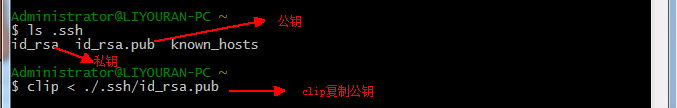 Administrator@LIYOURAN-PC ~
公钥
$ ls .ssh
id_rsa  id_rsa.pub  known_hosts
私钥
Administrator@LIYOURAN-PC ~
$ clip < ./.ssh/id_rsa.pub
clip复制公钥